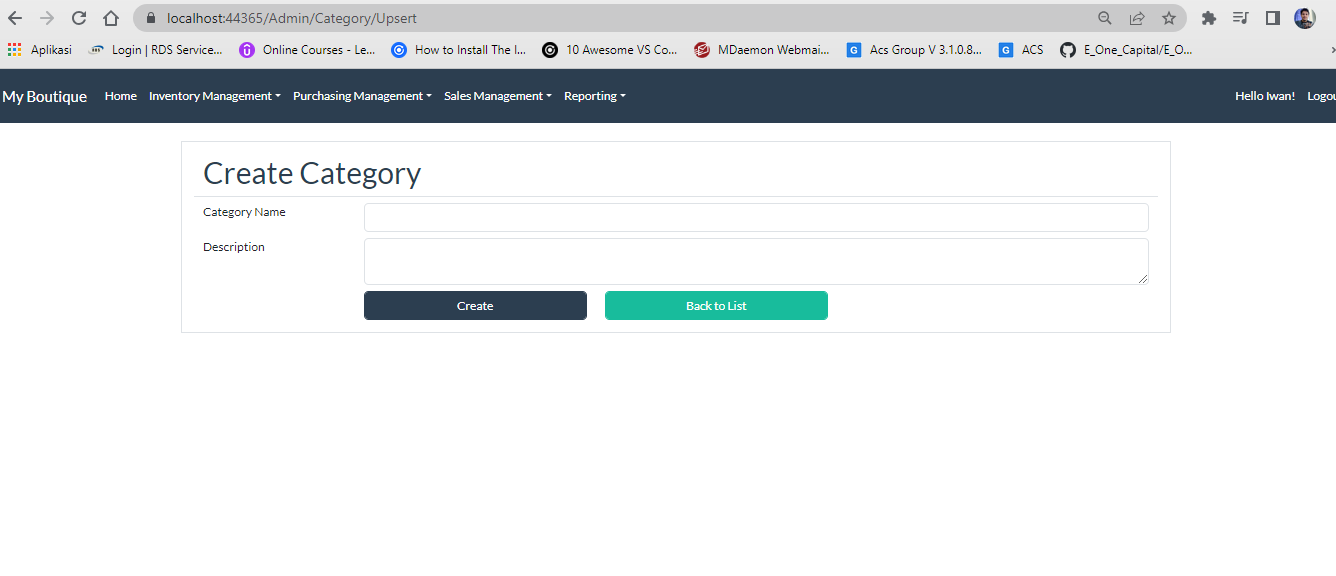 localhost:44365/Admin/Category/Upsert
Aplikasi Login | RDS Service... Online Courses - Le... How to Install The I... 10 Awesome VS Co... MDaemon Webmai... Acs Group V 3.1.0.8... ACS E_One_Capital/E_O...
My Boutique Home Inventory Management Purchasing Management Sales Management Reporting Hello Iwan! Logou
Create Category
Category Name
Description
Create Back to List